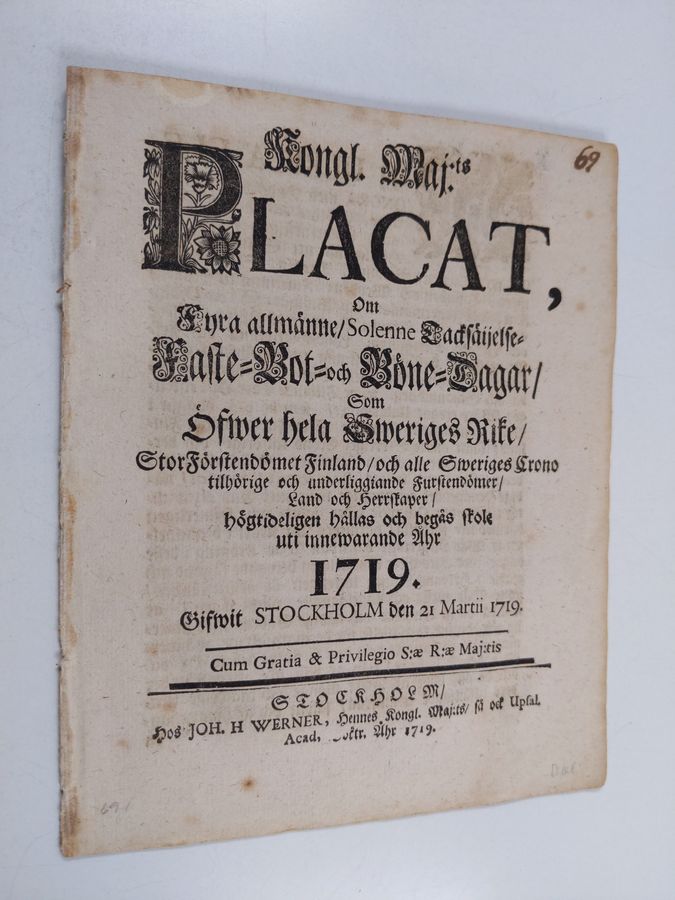 69
Kongl. Maj:ts
PLACAT,
Om
Fyra allmänne/Solenne Tacksäijelse-
Faste-Bot-och Böne-Dagar/
Som
Öfwer hela Sweriges Rike/
StorFörstendömet Finland/och alle Sweriges Crono
tilhörige och underliggiande Furstendömer/
Land och Herrskaper/
högtideligen hållas och begås skole
uti innewarande Åhr
1719.
Gifwit STOCKHOLM den 21 Martii 1719.
Cum Gratia & Privilegio S:æ R:æ Maj:tis
STOCKHOLM/
Hos JOH. H WERNER, Hennes Kongl. Maj:ts/ så ock Upsal.
Acad, Åhr 1719.
69